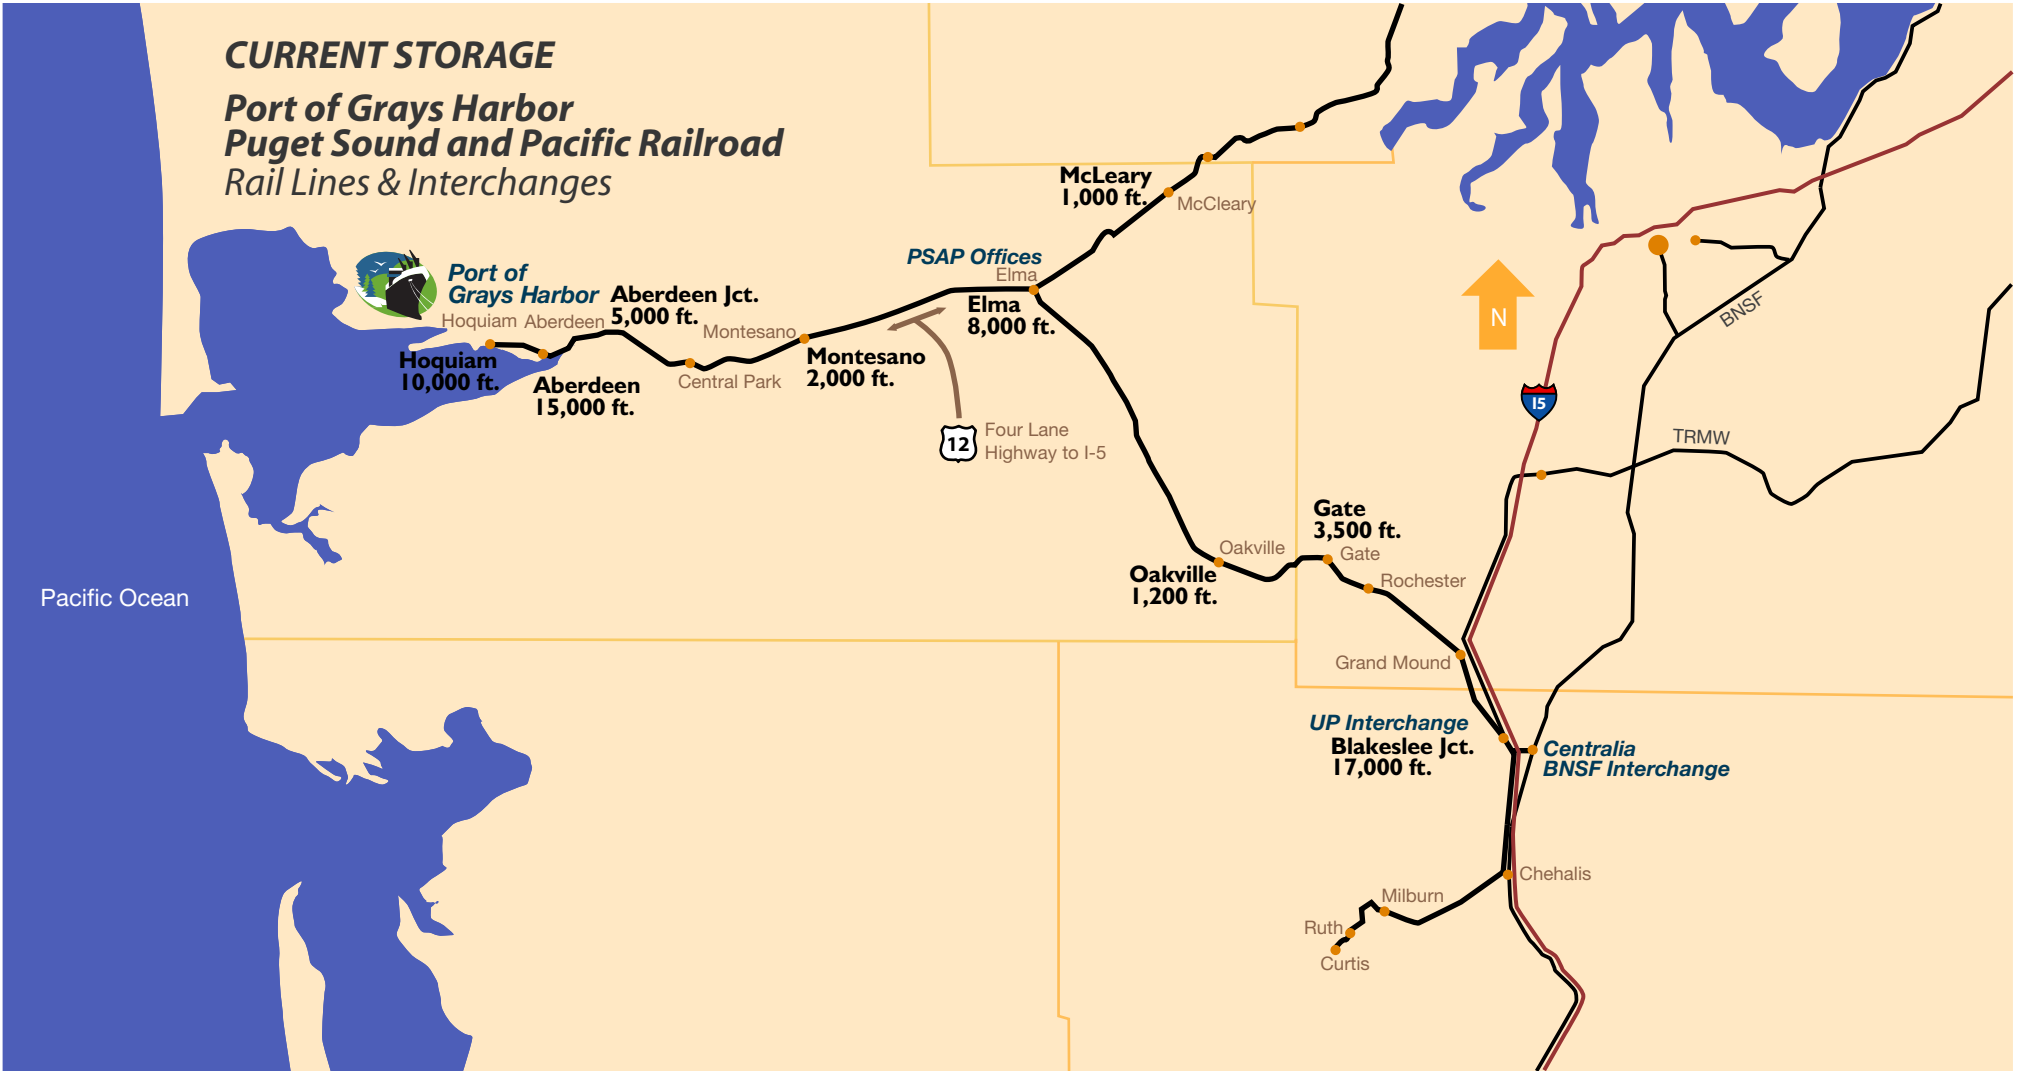 CURRENT STORAGE
Port of Grays Harbor
Puget Sound and Pacific Railroad
Rail Lines & Interchanges
McLeary
1,000 ft.
McCleary
PSAP Offices
Elma
Elma
8,000 ft.
Port of
Grays Harbor
Aberdeen Jct.
5,000 ft.
Hoquiam
Aberdeen
Montesano
Hoquiam
10,000 ft.
Aberdeen
15,000 ft.
Central Park
Montesano
2,000 ft.
12
Four Lane
Highway to I-5
N
BNSF
I5
TRMW
Gate
3,500 ft.
Oakville
Gate
Oakville
1,200 ft.
Rochester
Pacific Ocean
Grand Mound
UP Interchange
Blakeslee Jct.
17,000 ft.
Centralia
BNSF Interchange
Chehalis
Milburn
Ruth
Curtis